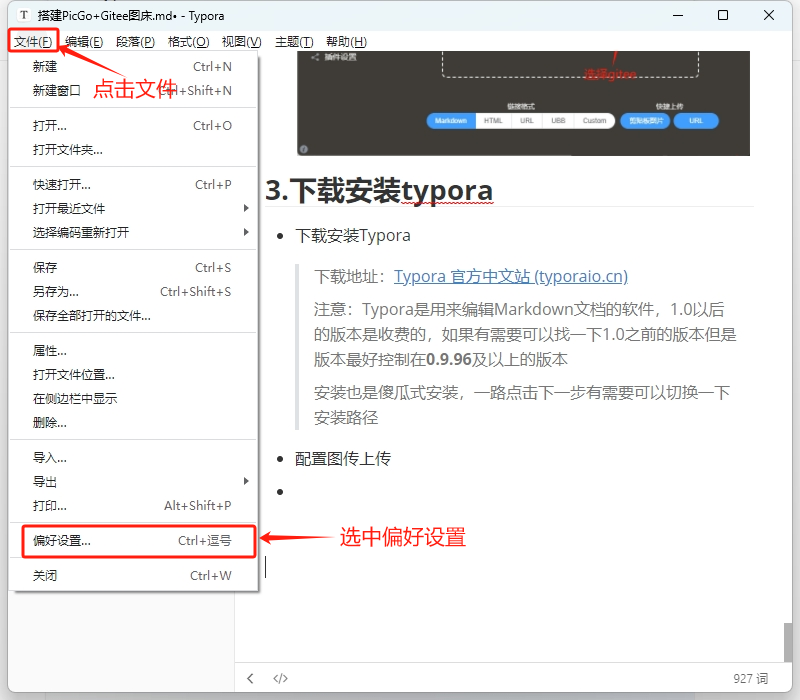 T 搭建PicGo+Gitee图床.md• - Typora
文件(F) 编辑(E) 段落(P) 格式(O) 视图(V) 主题(T) 帮助(H)
新建 Ctrl+N
新建窗口 Ctrl+Shift+N
点击文件
打开... Ctrl+O
打开文件夹...
快速打开... Ctrl+P
打开最近文件
选择编码重新打开
保存 Ctrl+S
另存为... Ctrl+Shift+S
保存全部打开的文件...
属性...
打开文件位置...
在侧边栏中显示
删除...
导入...
导出
打印... Alt+Shift+P
偏好设置... Ctrl+逗号
选中偏好设置
关闭 Ctrl+W
插件设置
选择gitee
链接格式 快捷上传
Markdown HTML URL UBB Custom 剪贴板图片 URL
3.下载安装typora
下载安装Typora
下载地址：Typora 官方中文站 (typoraio.cn)
注意：Typora是用来编辑Markdown文档的软件，1.0以后
的版本是收费的，如果有需要可以找一下1.0之前的版本但是
版本最好控制在0.9.96及以上的版本
安装也是傻瓜式安装，一路点击下一步有需要可以切换一下
安装路径
配置图传上传
</> 927 词